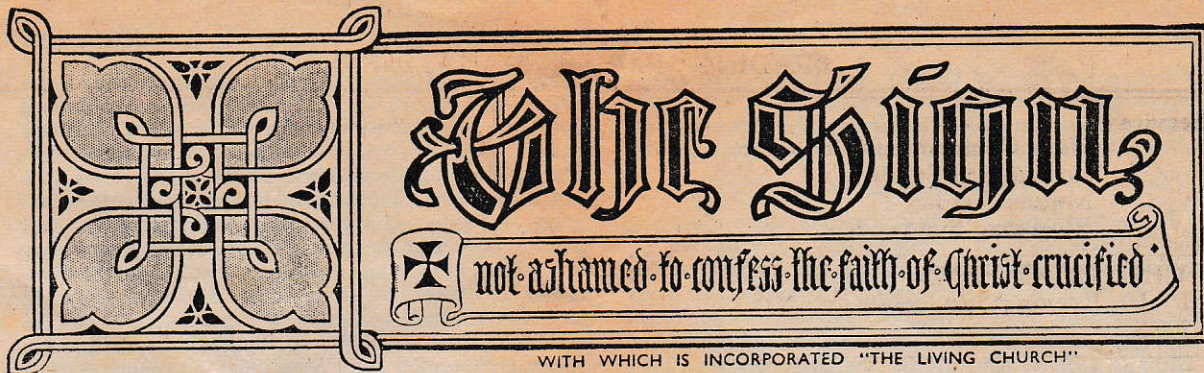 The Sign
not·ashamed·to·confess·the·faith·of·Christ·crucified·
WITH WHICH IS INCORPORATED "THE LIVING CHURCH"